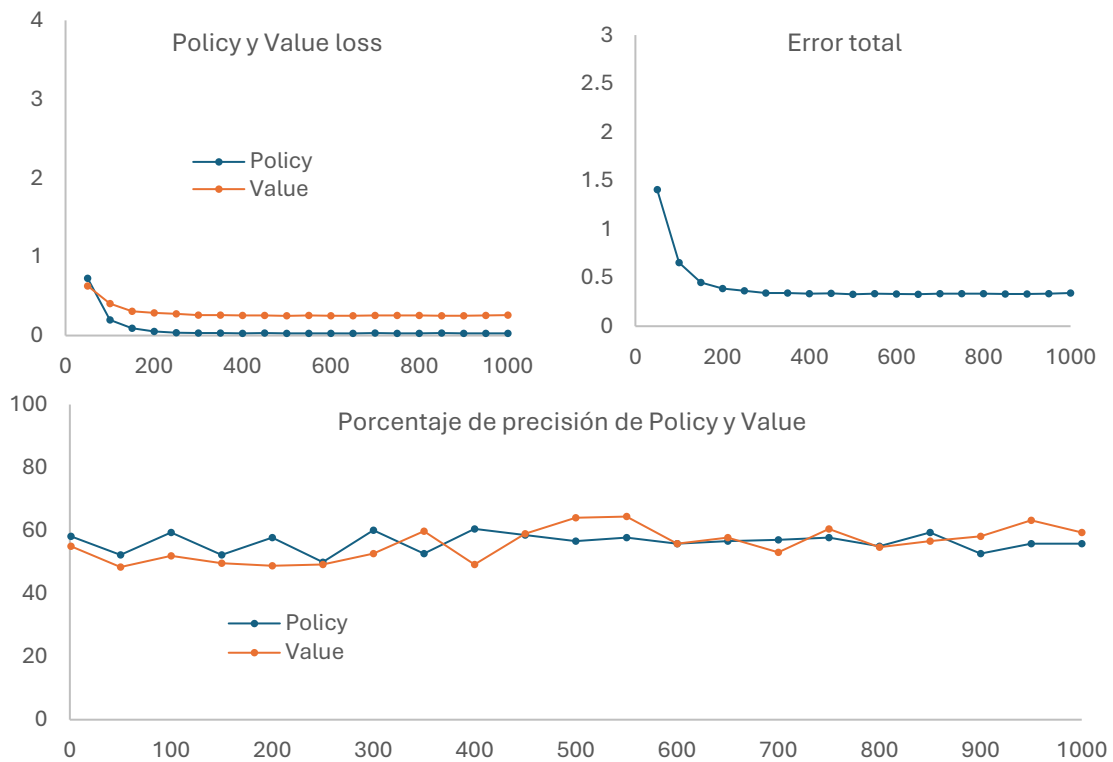 Policy y Value loss
4
3
2
1
0
Policy
Value
0 200 400 600 800 1000
Error total
3
2.5
2
1.5
1
0.5
0
0 200 400 600 800 1000
Porcentaje de precisión de Policy y Value
100
80
60
40
20
0
Policy
Value
0 100 200 300 400 500 600 700 800 900 1000